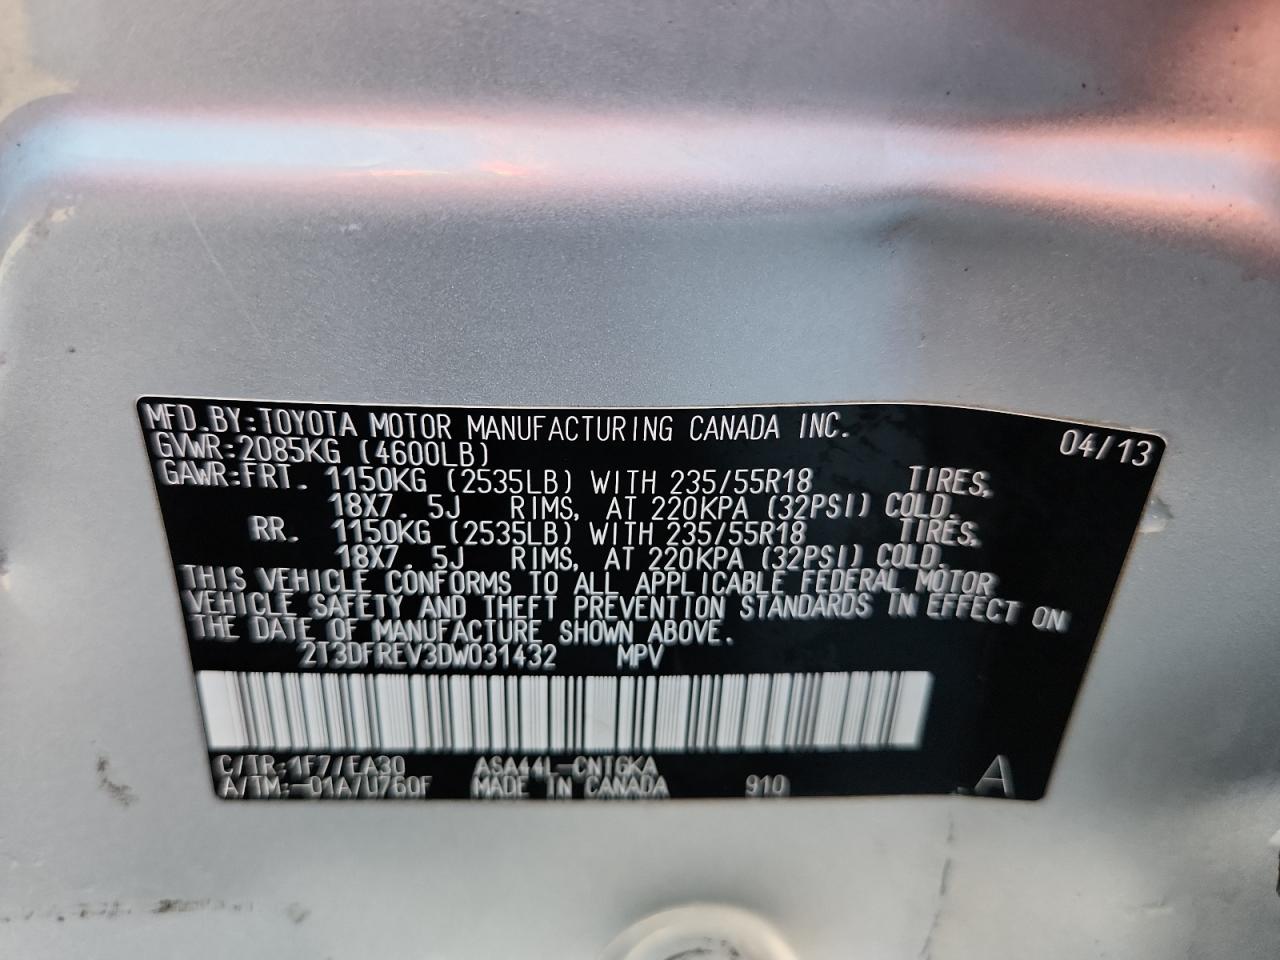 MFD.BY:TOYOTA MOTOR MANUFACTURING CANADA INC. 04/13
GVWR:2085KG (4600LB)
GAWR:FRT. 1150KG (2535LB) WITH 235/55R18 TIRES,
18X7.5J RIMS, AT 220KPA (32PSI) COLD.
RR. 1150KG (2535LB) WITH 235/55R18 TIRES,
18X7.5J RIMS, AT 220KPA (32PSI) COLD.
THIS VEHICLE CONFORMS TO ALL APPLICABLE FEDERAL MOTOR
VEHICLE SAFETY AND THEFT PREVENTION STANDARDS IN EFFECT ON
THE DATE OF MANUFACTURE SHOWN ABOVE.
2T3DFREV3DW031432 MPV
C/TR:1F7/EA30 ASA44L-CNTGKA
A/TM:-01A/U760F MADE IN CANADA 910 .A